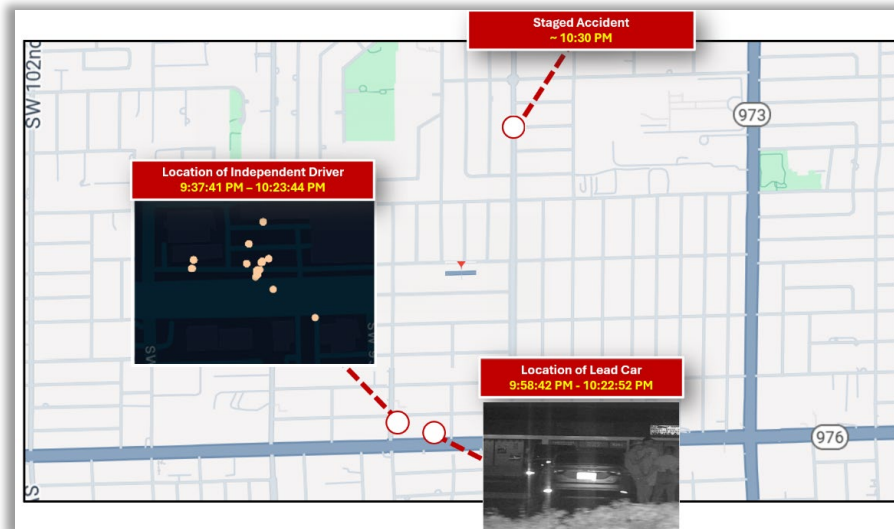 Staged Accident
~ 10:30 PM
SW 102nd
973
Location of Independent Driver
9:37:41 PM – 10:23:44 PM
SW
Location of Lead Car
9:58:42 PM - 10:22:52 PM
976